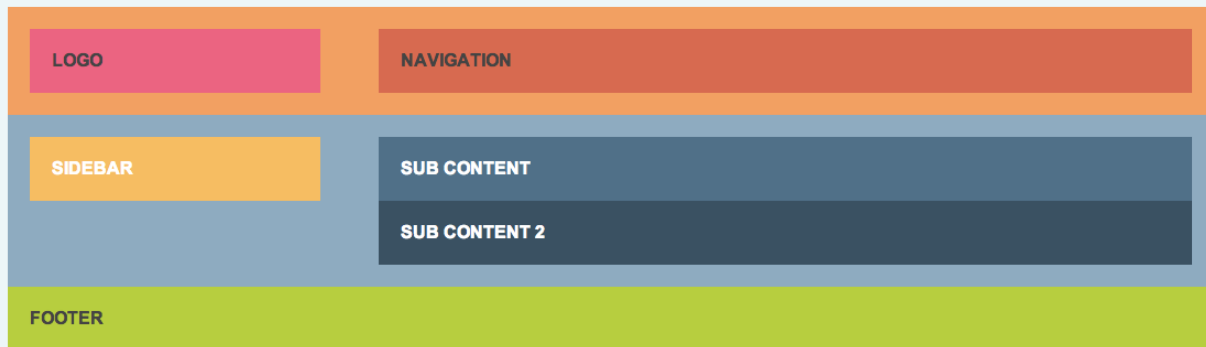 LOGO
NAVIGATION
SIDEBAR
SUB CONTENT
SUB CONTENT 2
FOOTER